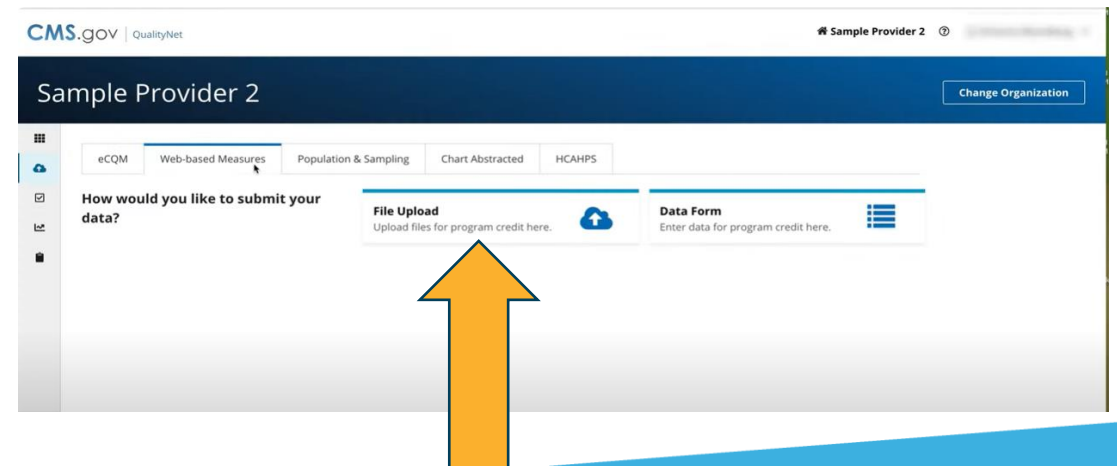 CMS.gov | QualityNet
Sample Provider 2
Sample Provider 2
Change Organization
eCQM
Web-based Measures
Population & Sampling
Chart Abstracted
HCAHPS
How would you like to submit your
data?
File Upload
Upload files for program credit here.
Data Form
Enter data for program credit here.